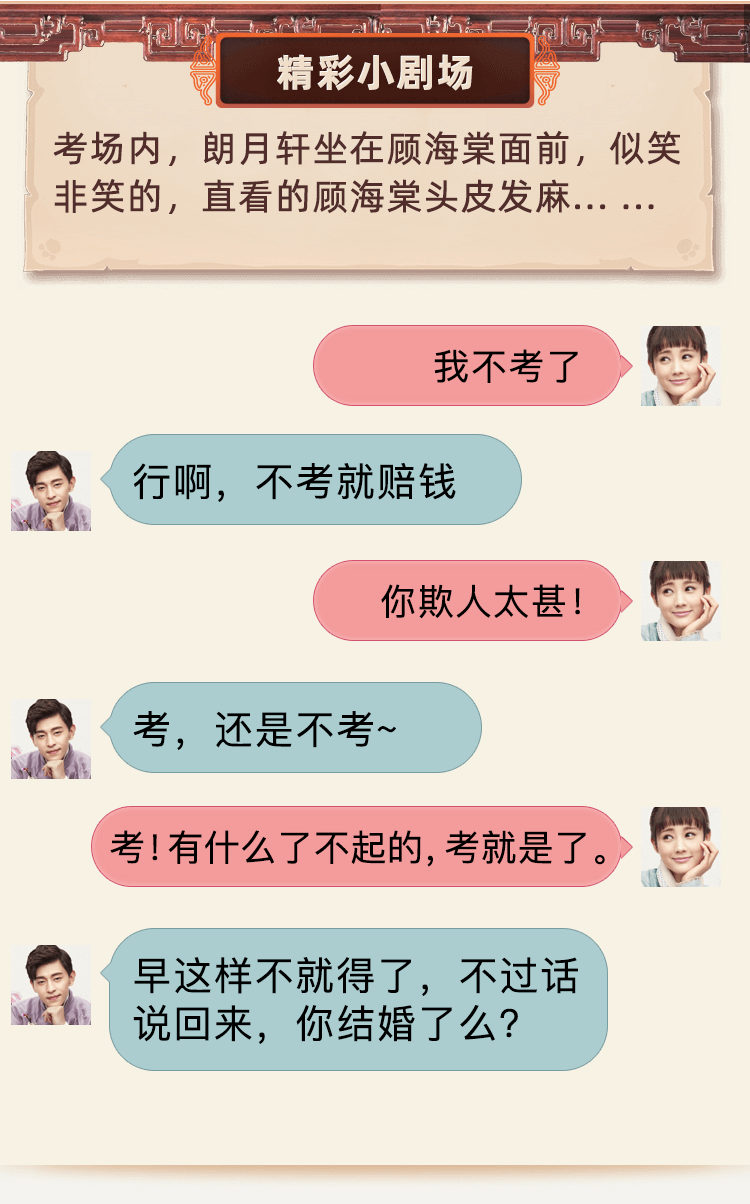 精彩小剧场
考场内，朗月轩坐在顾海棠面前，似笑
非笑的，直看的顾海棠头皮发麻... ...
我不考了
行啊，不考就赔钱
你欺人太甚！
考，还是不考~
考！有什么了不起的，考就是了。
早这样不就得了，不过话
说回来，你结婚了么？